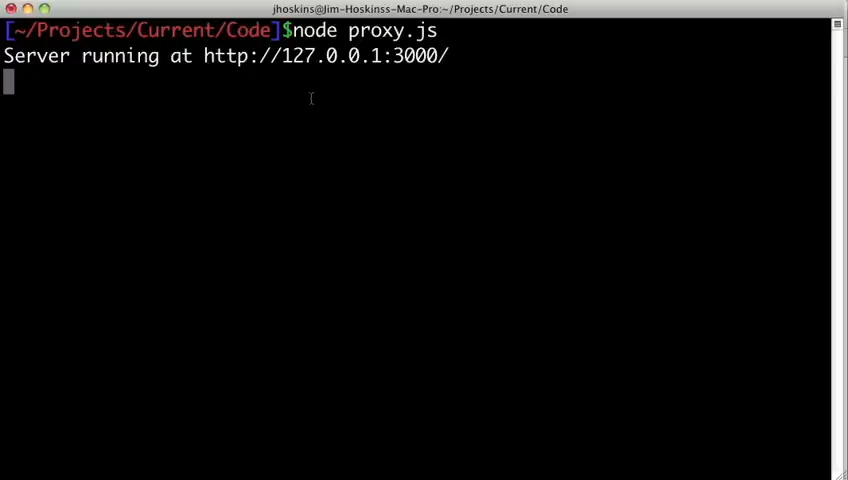 jhoskins@Jim-Hoskinss-Mac-Pro:~/Projects/Current/Code
[~/Projects/Current/Code]$node proxy.js
Server running at http://127.0.0.1:3000/